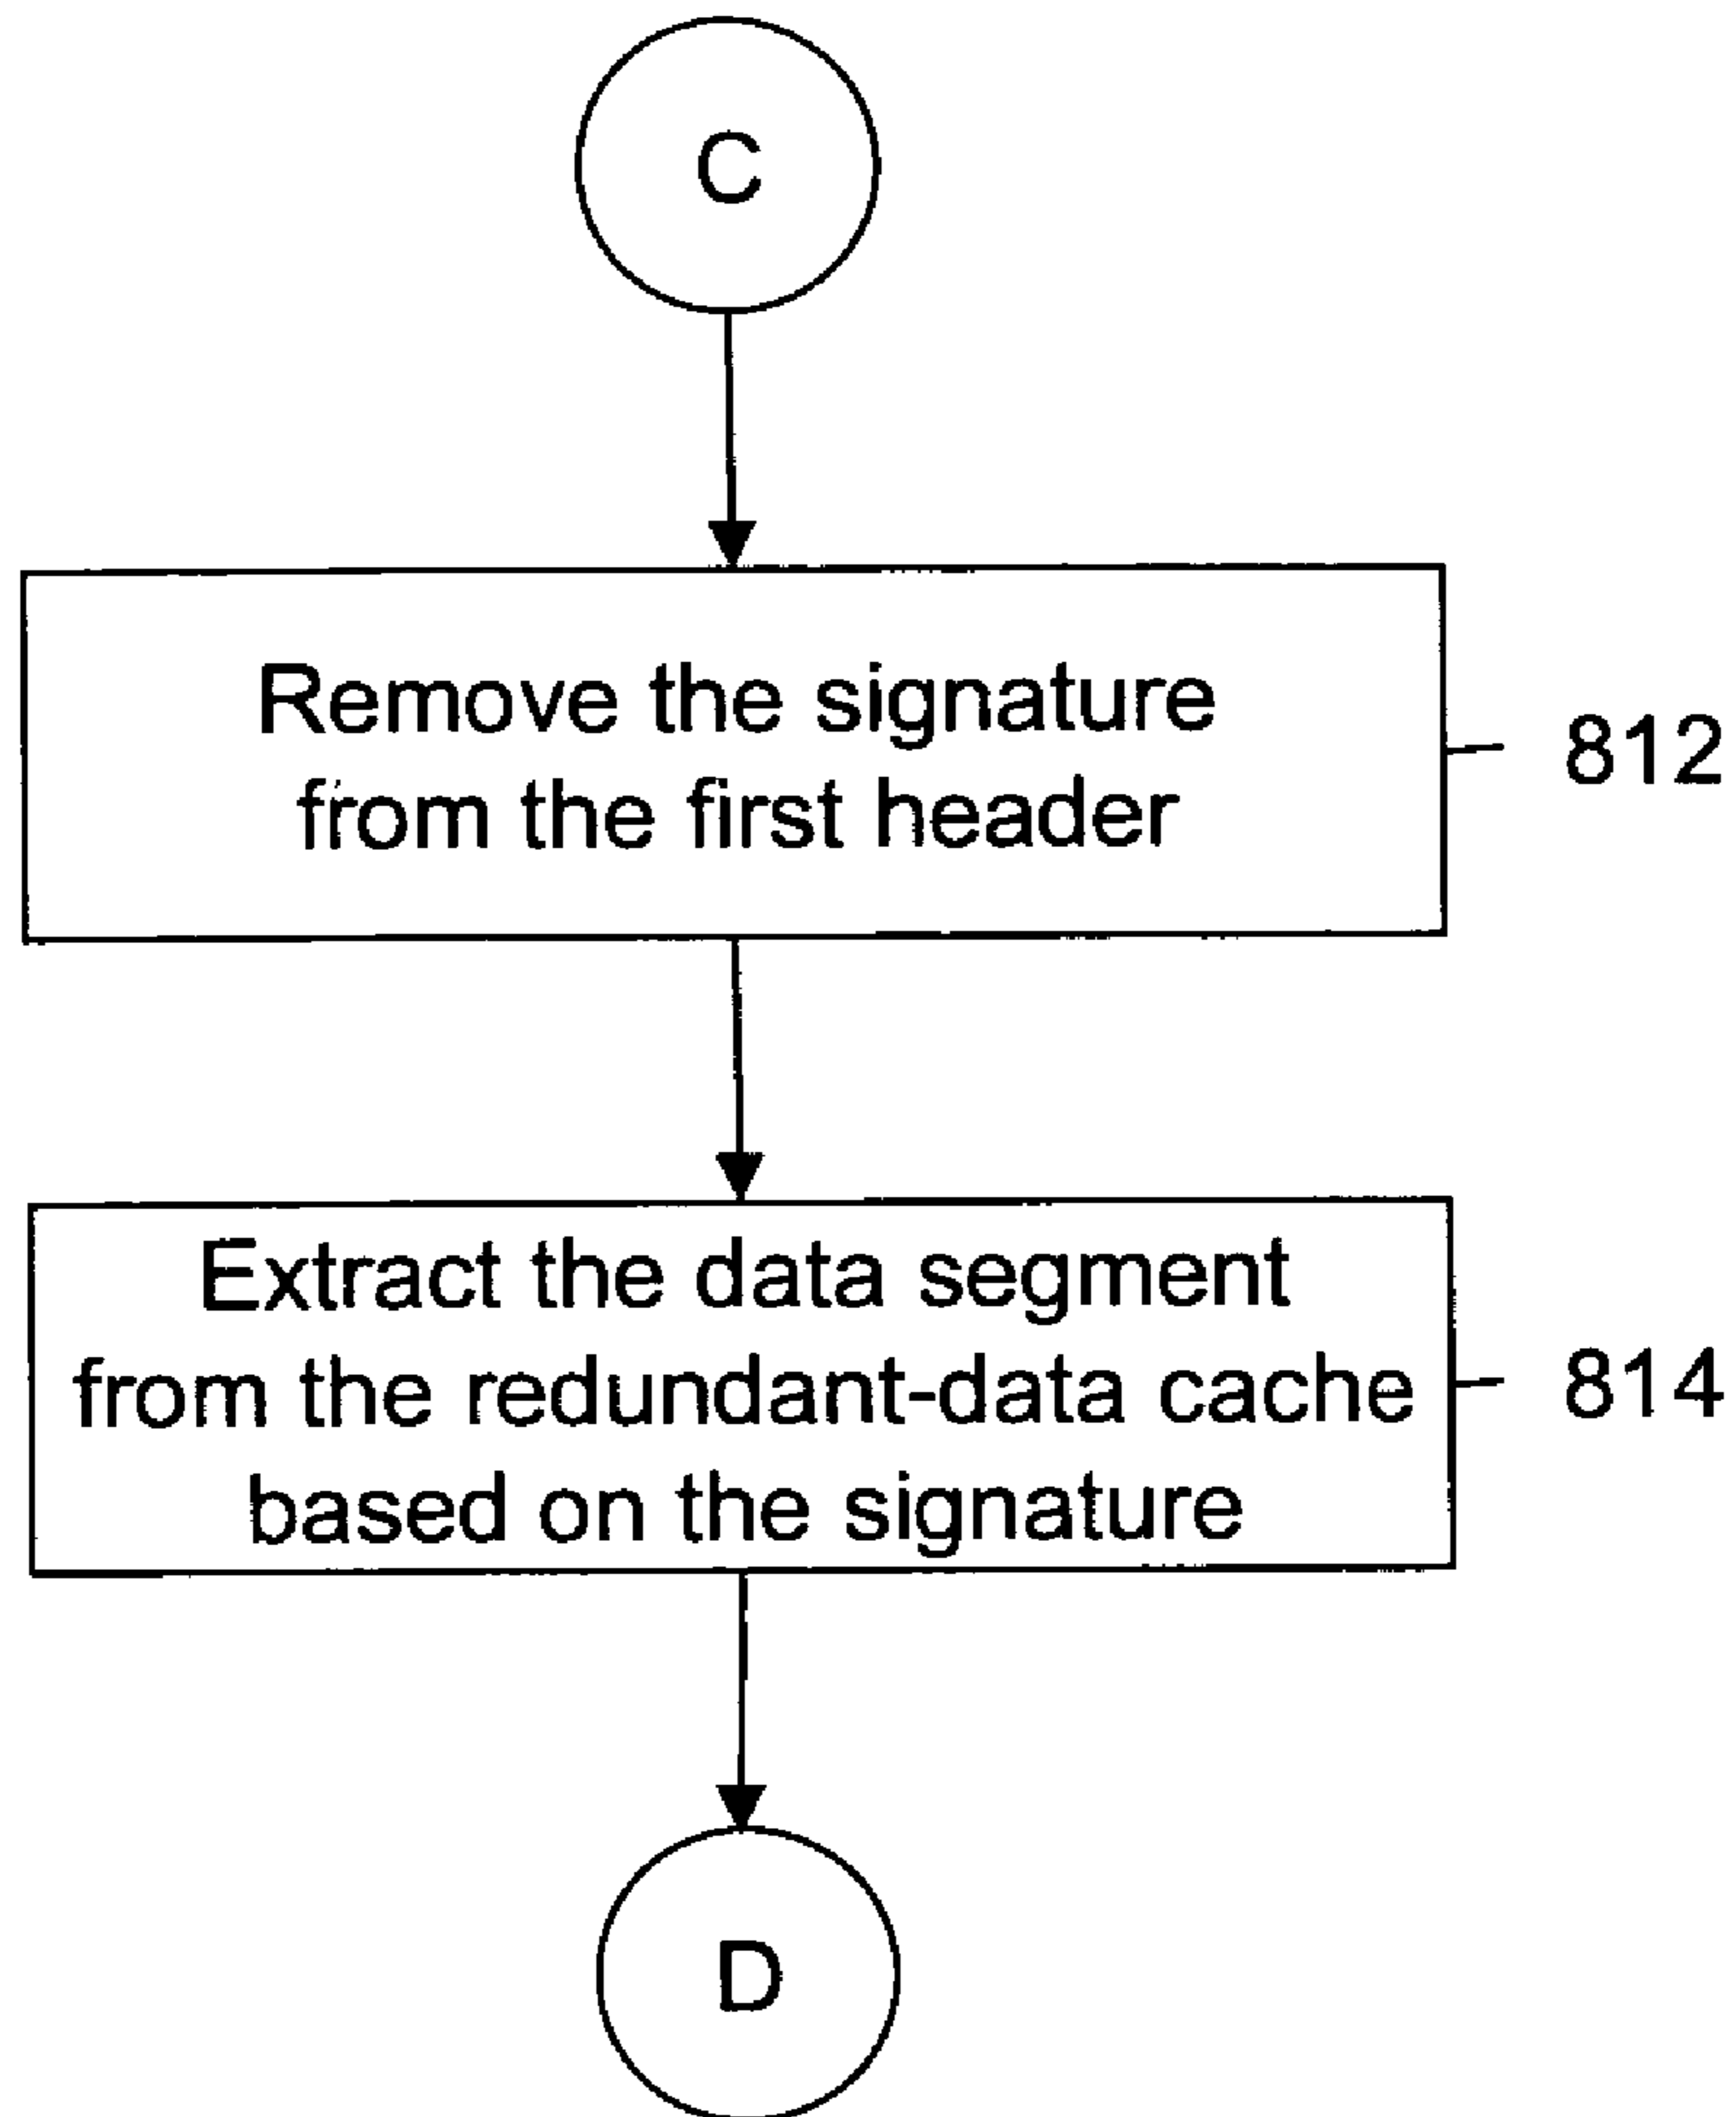 C
Remove the signature
from the first header
812
Extract the data segment
from the redundant-data cache
based on the signature
814
D